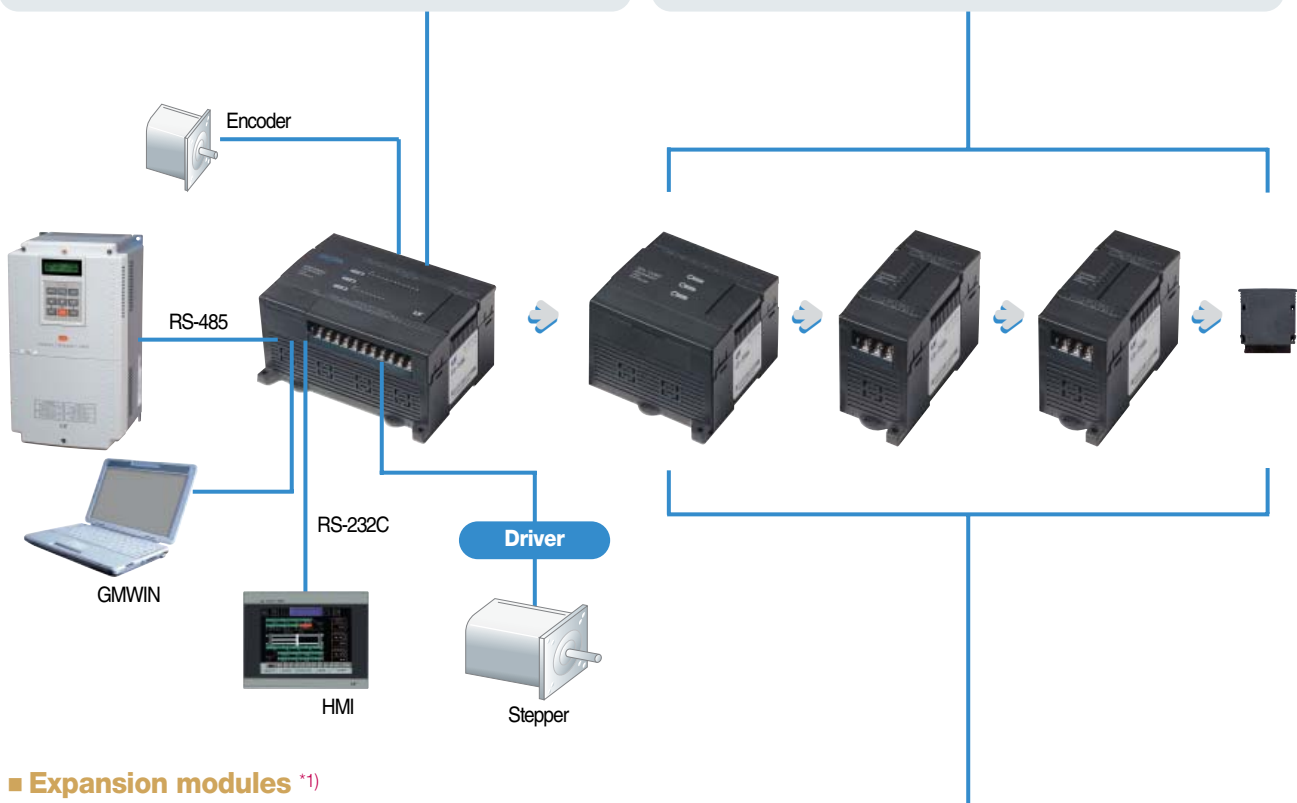 Encoder
RS-485
RS-232C
Driver
GMWIN
HMI
Stepper
■ Expansion modules *1)